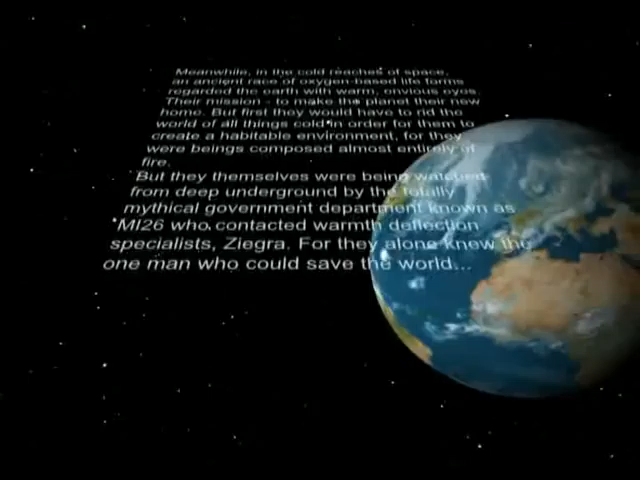 Meanwhile, in the cold reaches of space,
an ancient race of oxygen-based life forms
regarded the earth with warm, envious eyes.
Their mission - to make the planet their new
home. But first they would have to rid the
world of all things cold in order for them to
create a habitable environment, for they
were beings composed almost entirely of
fire.
But they themselves were being watched
from deep underground by the totally
mythical government department known as
MI26 who contacted warmth deflection
specialists, Ziegra. For they alone knew the
one man who could save the world...